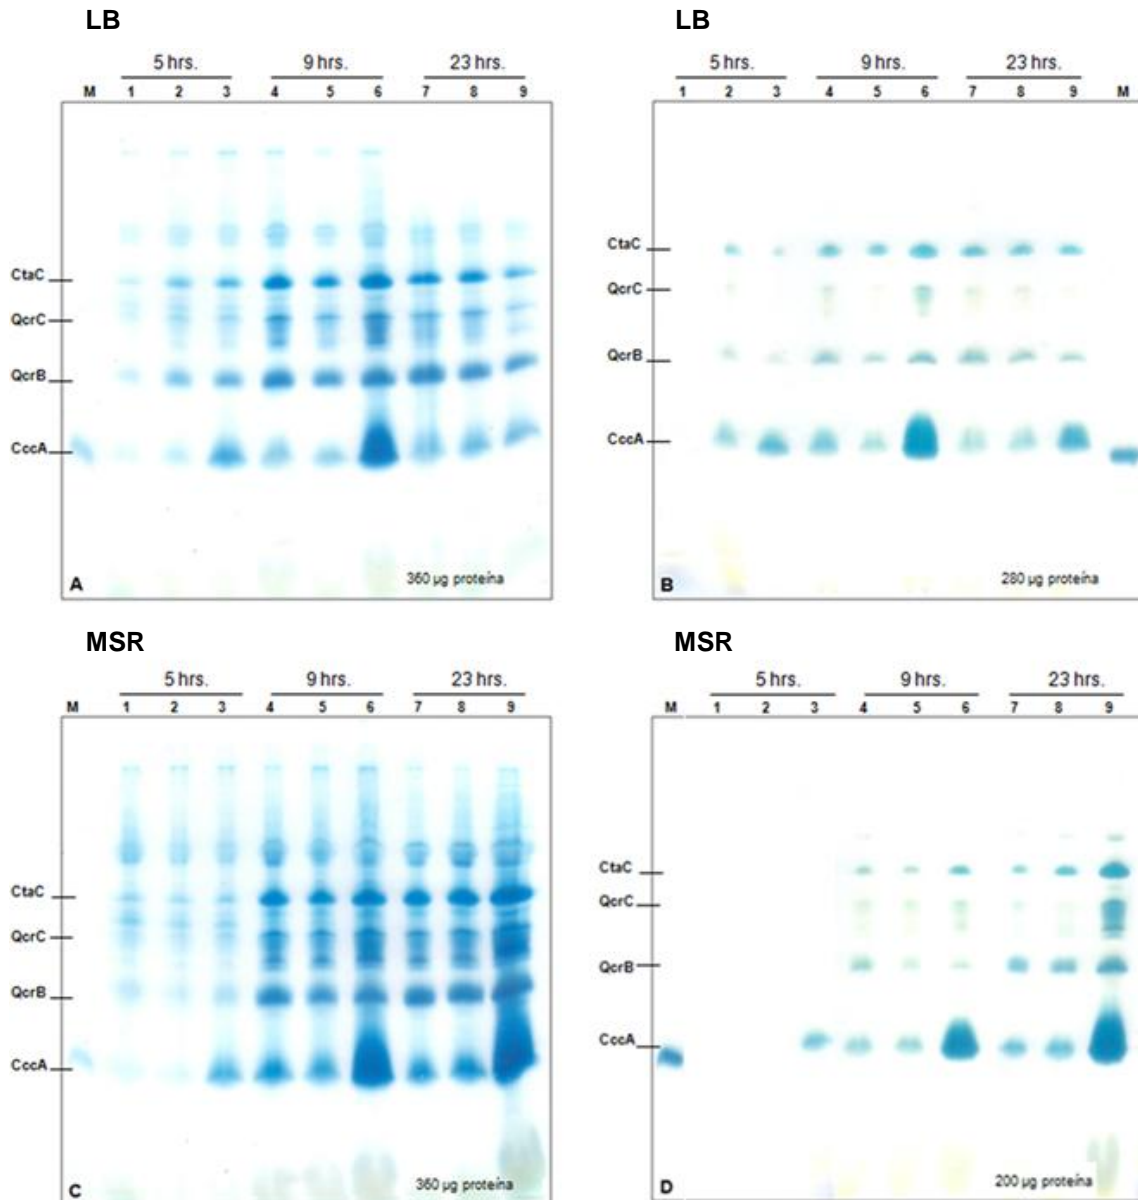 LB
5 hrs. 9 hrs. 23 hrs.
M 1 2 3 4 5 6 7 8 9
CtaC
QcrC
QcrB
CccA
A 360 µg proteína
LB
5 hrs. 9 hrs. 23 hrs.
1 2 3 4 5 6 7 8 9 M
CtaC
QcrC
QcrB
CccA
B 280 µg proteína
MSR
5 hrs. 9 hrs. 23 hrs.
M 1 2 3 4 5 6 7 8 9
CtaC
QcrC
QcrB
CccA
C 360 µg proteína
MSR
5 hrs. 9 hrs. 23 hrs.
M 1 2 3 4 5 6 7 8 9
CtaC
QcrC
QcrB
CccA
D 200 µg proteína